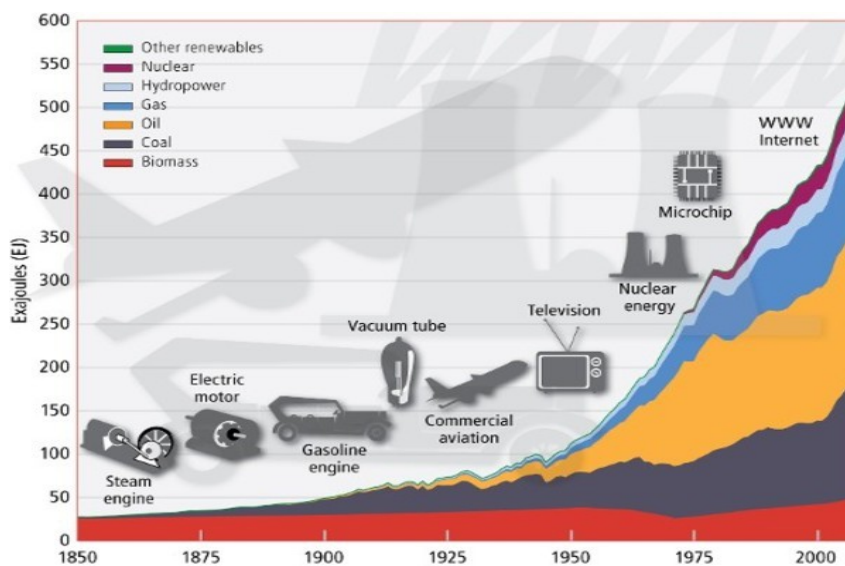 600
550
500
450
400
350
300
250
200
150
100
50
0
Exajoules (EJ)
Other renewables
Nuclear
Hydropower
Gas
Oil
Coal
Biomass
WWW
Internet
Microchip
Nuclear
energy
Television
Vacuum tube
Commercial
aviation
Electric
motor
Gasoline
engine
Steam
engine
1850
1875
1900
1925
1950
1975
2000